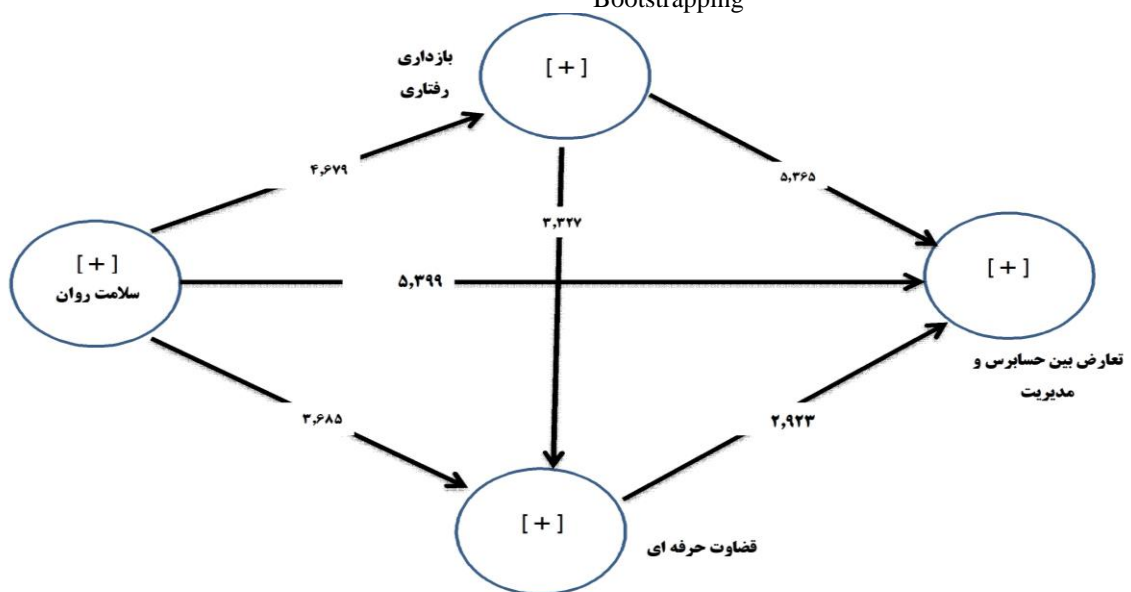 Bootstrapping
بازداری
رفتاری
[+]
۴,۶۷۹
۵,۳۶۵
۳,۳۲۷
[+]
سلامت روان
۵,۳۹۹
[+]
تعارض بین حسابرس و
مدیریت
۳,۶۸۵
۲,۹۲۳
[+]
قضاوت حرفه ای